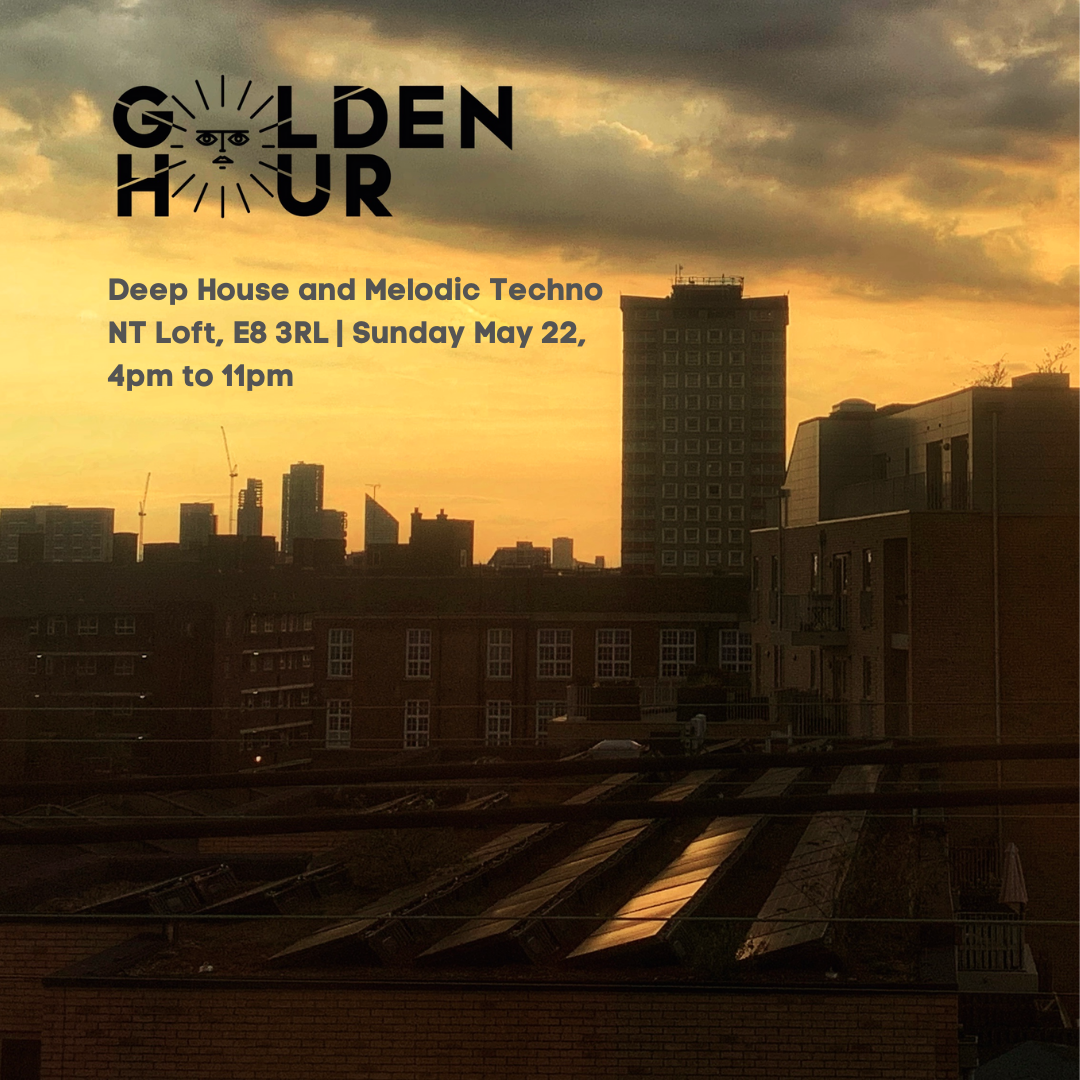 GOLDEN
HOUR
Deep House and Melodic Techno
NT Loft, E8 3RL | Sunday May 22,
4pm to 11pm